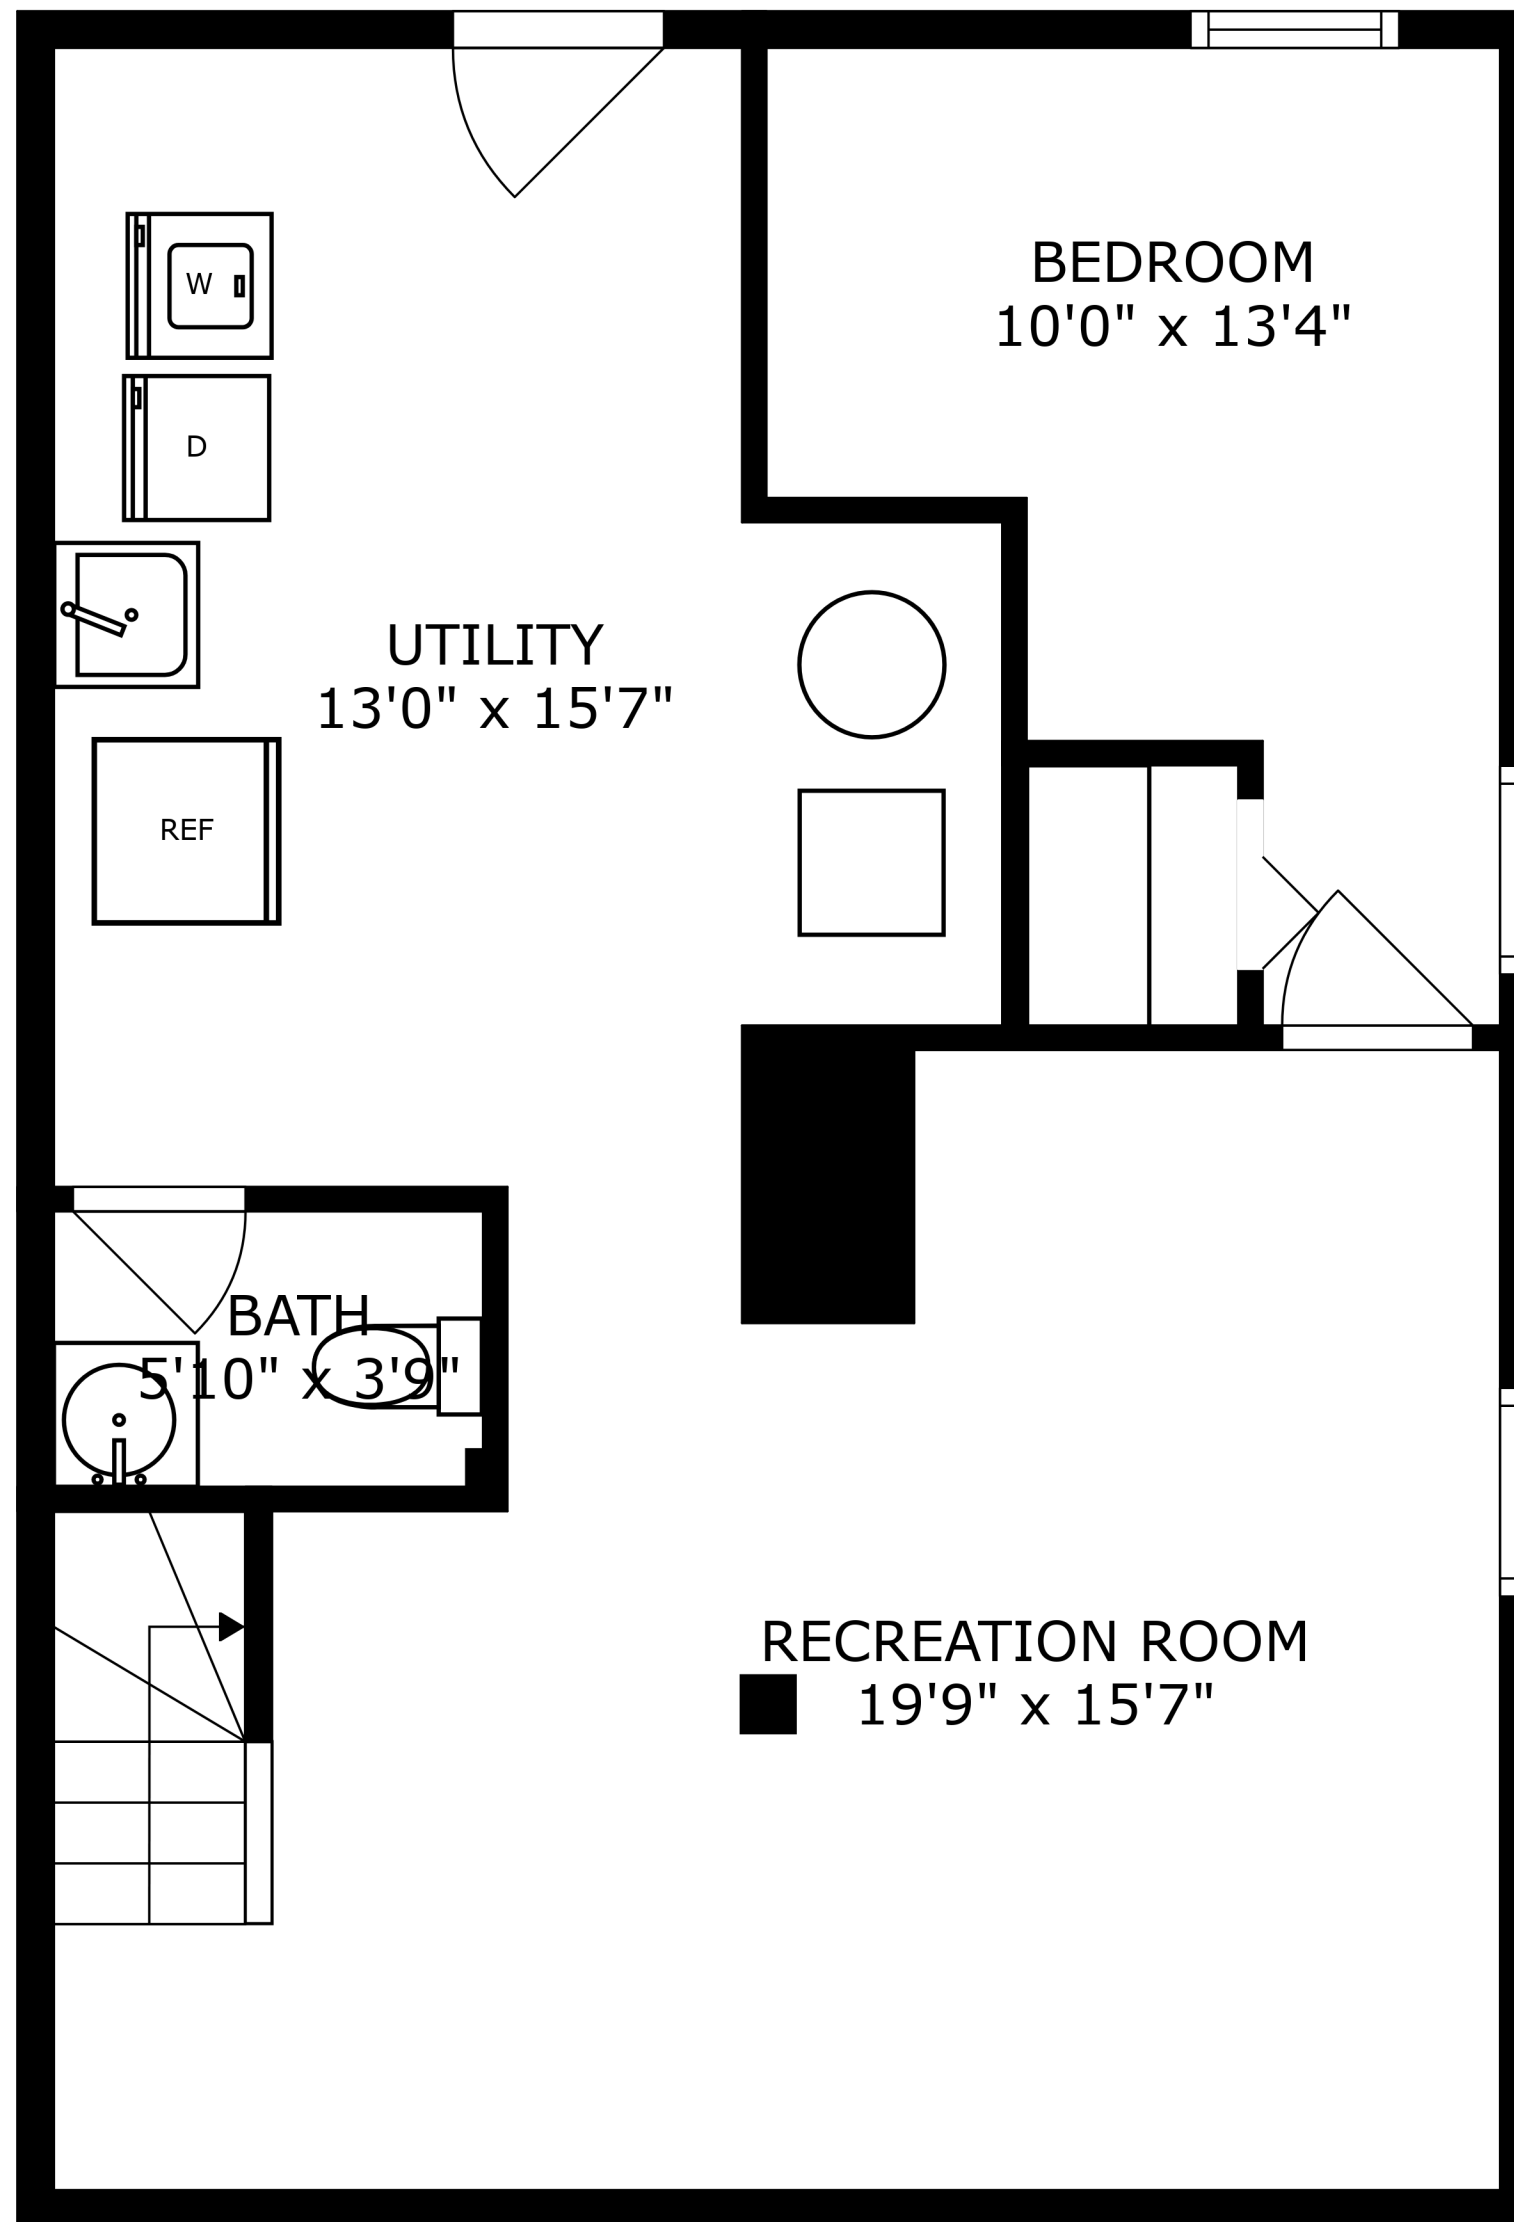 BEDROOM
10'0" x 13'4"
W
D
UTILITY
13'0" x 15'7"
REF
BATH
5'10" x 3'9"
RECREATION ROOM
19'9" x 15'7"